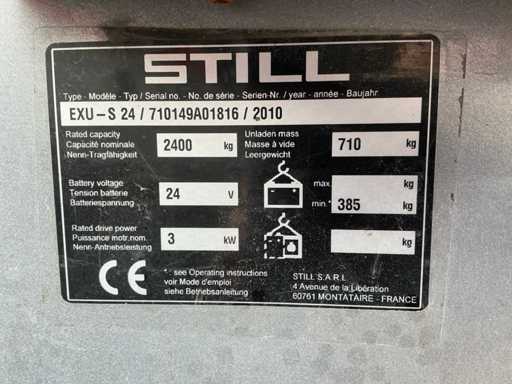 STILL
Type - Modèle - Typ / Serial no. - No. de série - Serien-Nr. / year - année - Baujahr
EXU-S 24 / 710149A01816 / 2010
Rated capacity
Capacité nominale
Nenn-Tragfähigkeit
2400 kg
Unladen mass
Masse à vide
Leergewicht
710 kg
Battery voltage
Tension batterie
Batteriespannung
24 V
max. kg
min.* 385 kg
Rated drive power
Puissance motr.nom.
Nenn-Antriebsleistung
3 kW
kg
CE
* : see Operating instructions
voir Mode d'emploi
siehe Betriebsanleitung
STILL S.A.R.L
4 Avenue de la Libération
60761 MONTATAIRE - FRANCE